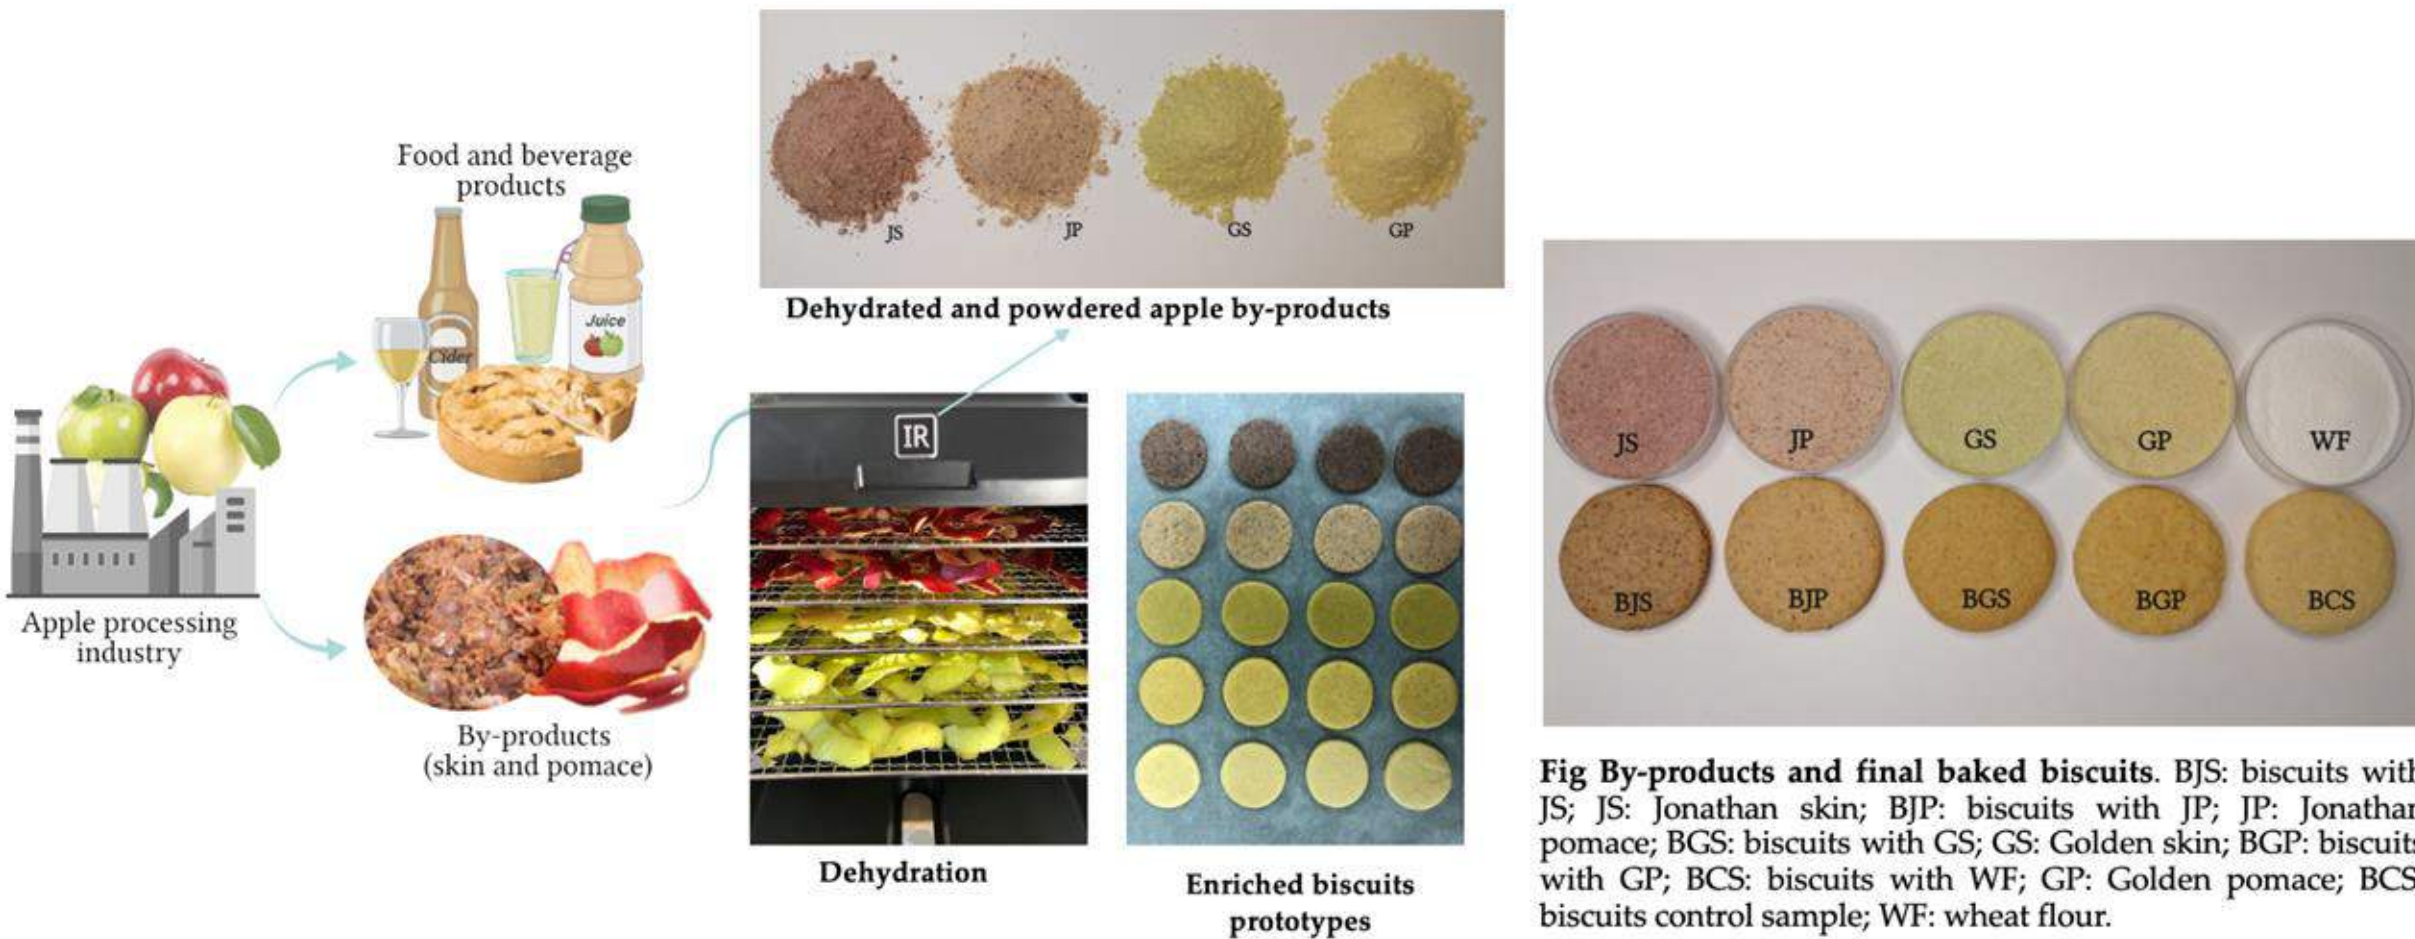 Food and beverage
products
Cider
Juice
Apple processing
industry
By-products
(skin and pomace)
JS
JP
GS
GP
Dehydrated and powdered apple by-products
IR
Dehydration
Enriched biscuits
prototypes
JS
JP
GS
GP
WF
BJS
BJP
BGS
BGP
BCS
Fig By-products and final baked biscuits. BJS: biscuits with
JS; JS: Jonathan skin; BJP: biscuits with JP; JP: Jonathan
pomace; BGS: biscuits with GS; GS: Golden skin; BGP: biscuits
with GP; BCS: biscuits with WF; GP: Golden pomace; BCS
biscuits control sample; WF: wheat flour.